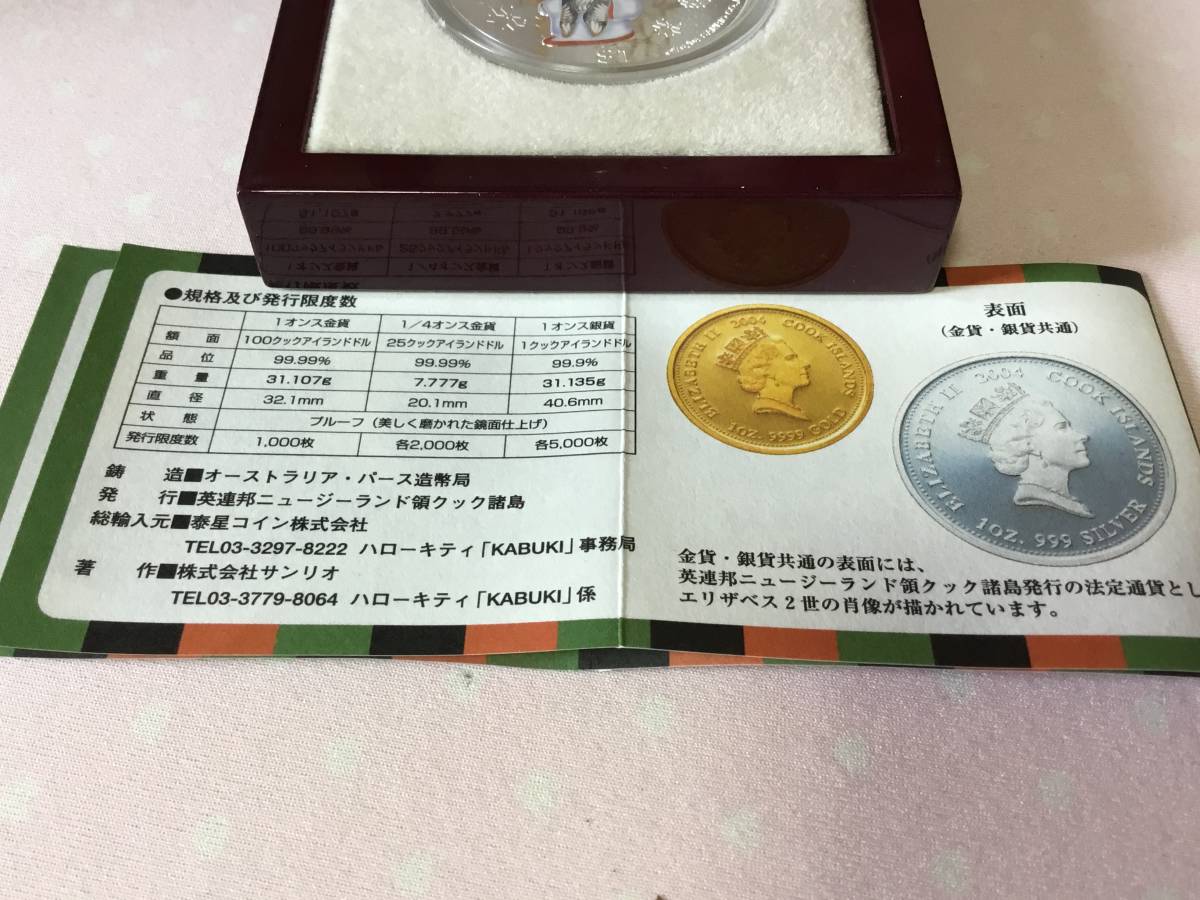 ●規格及び発行限度数
1オンス金貨 1/4オンス金貨 1オンス銀貨
額面 100クックアイランドドル 25クックアイランドドル 1クックアイランドドル
品位 99.99% 99.99% 99.9%
重量 31.107g 7.777g 31.135g
直径 32.1mm 20.1mm 40.6mm
状態 プルーフ(美しく磨かれた鏡面仕上げ)
発行限度数 1,000枚 各2,000枚 各5,000枚
鋳造■オーストラリア・パース造幣局
発行■英連邦ニュージーランド領クック諸島
総輸入元■泰星コイン株式会社
TEL03-3297-8222 ハローキティ「KABUKI」事務局
著作■株式会社サンリオ
TEL03-3779-8064 ハローキティ「KABUKI」係
表面
(金貨・銀貨共通)
ELIZABETH II 2004 COOK ISLANDS
1OZ. 9999 GOLD
ELIZABETH II 2004 COOK ISLANDS
1OZ. 999 SILVER
金貨・銀貨共通の表面には、
英連邦ニュージーランド領クック諸島発行の法定通貨とし
エリザベス2世の肖像が描かれています。